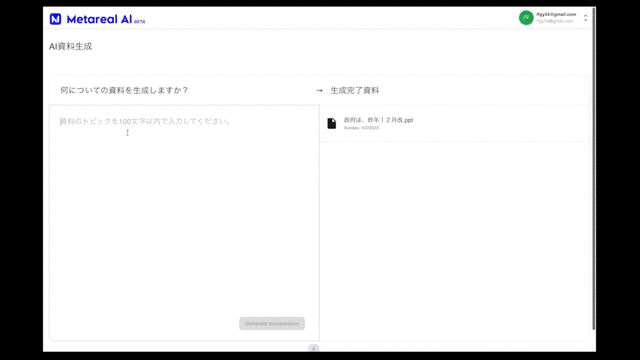 Metareal AI BETA
ffgy34@gmail.com
AI資料生成
何についての資料を生成しますか？
→ 生成完了資料
資料のトピックを100文字以内で入力してください。
政府は、昨年１２月改.ppt
Generate presentation